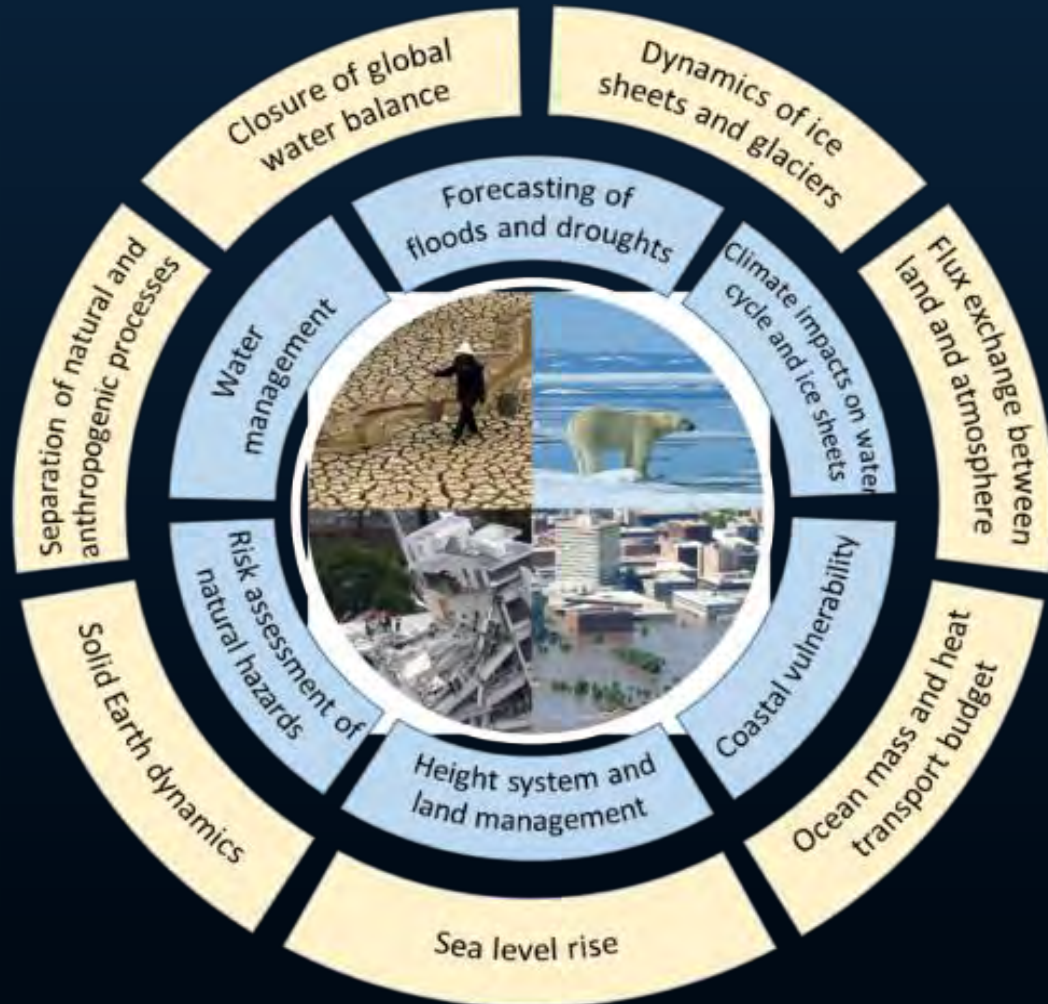 Closure of global
water balance
Dynamics of ice
sheets and glaciers
Flux exchange between
land and atmosphere
Ocean mass and heat
transport budget
Sea level rise
Solid Earth dynamics
Separation of natural and
anthropogenic processes
Forecasting of
floods and droughts
Climate impacts on water
cycle and ice sheets
Coastal vulnerability
Height system and
land management
Risk assessment of
natural hazards
Water
management